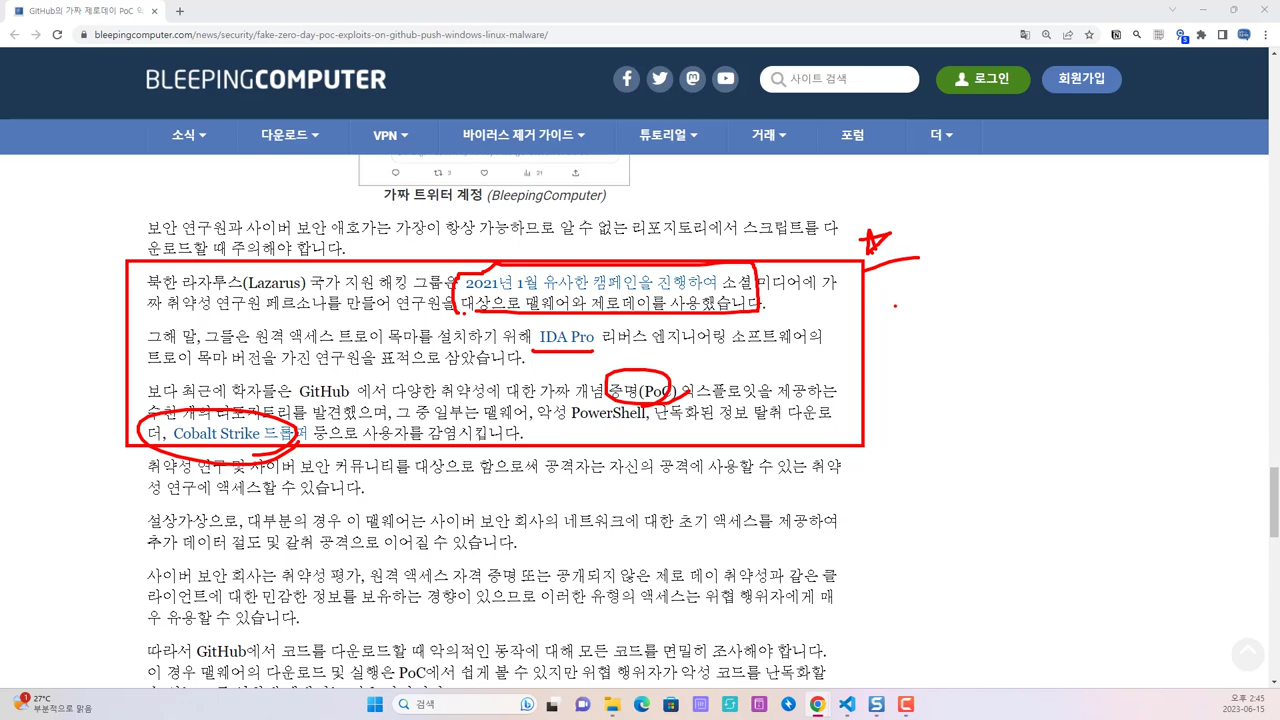 GitHub의 가짜 제로데이 PoC 익
bleepingcomputer.com/news/security/fake-zero-day-poc-exploits-on-github-push-windows-linux-malware/
BLEEPINGCOMPUTER
사이트 검색
로그인
회원가입
소식 다운로드 VPN 바이러스 제거 가이드 튜토리얼 거래 포럼 더
3 21
가짜 트위터 계정 (BleepingComputer)
보안 연구원과 사이버 보안 애호가는 가장이 항상 가능하므로 알 수 없는 리포지토리에서 스크립트를 다
운로드할 때 주의해야 합니다.
북한 라자루스(Lazarus) 국가 지원 해킹 그룹은 2021년 1월 유사한 캠페인을 진행하여 소셜 미디어에 가
짜 취약성 연구원 페르소나를 만들어 연구원을 대상으로 맬웨어와 제로데이를 사용했습니다.
그해 말, 그들은 원격 액세스 트로이 목마를 설치하기 위해 IDA Pro 리버스 엔지니어링 소프트웨어의
트로이 목마 버전을 가진 연구원을 표적으로 삼았습니다.
보다 최근에 학자들은 GitHub 에서 다양한 취약성에 대한 가짜 개념 증명(PoC) 익스플로잇을 제공하는
수천 개의 리포지토리를 발견했으며, 그 중 일부는 맬웨어, 악성 PowerShell, 난독화된 정보 탈취 다운로
더, Cobalt Strike 드롭퍼 등으로 사용자를 감염시킵니다.
취약성 연구 및 사이버 보안 커뮤니티를 대상으로 함으로써 공격자는 자신의 공격에 사용할 수 있는 취약
성 연구에 액세스할 수 있습니다.
설상가상으로, 대부분의 경우 이 맬웨어는 사이버 보안 회사의 네트워크에 대한 초기 액세스를 제공하여
추가 데이터 절도 및 갈취 공격으로 이어질 수 있습니다.
사이버 보안 회사는 취약성 평가, 원격 액세스 자격 증명 또는 공개되지 않은 제로 데이 취약성과 같은 클
라이언트에 대한 민감한 정보를 보유하는 경향이 있으므로 이러한 유형의 액세스는 위협 행위자에게 매
우 유용할 수 있습니다.
따라서 GitHub에서 코드를 다운로드할 때 악의적인 동작에 대해 모든 코드를 면밀히 조사해야 합니다.
이 경우 맬웨어의 다운로드 및 실행은 PoC에서 쉽게 볼 수 있지만 위협 행위자가 악성 코드를 난독화할
1
27°C
부분적으로 맑음
검색
오후 2:45
2023-06-15